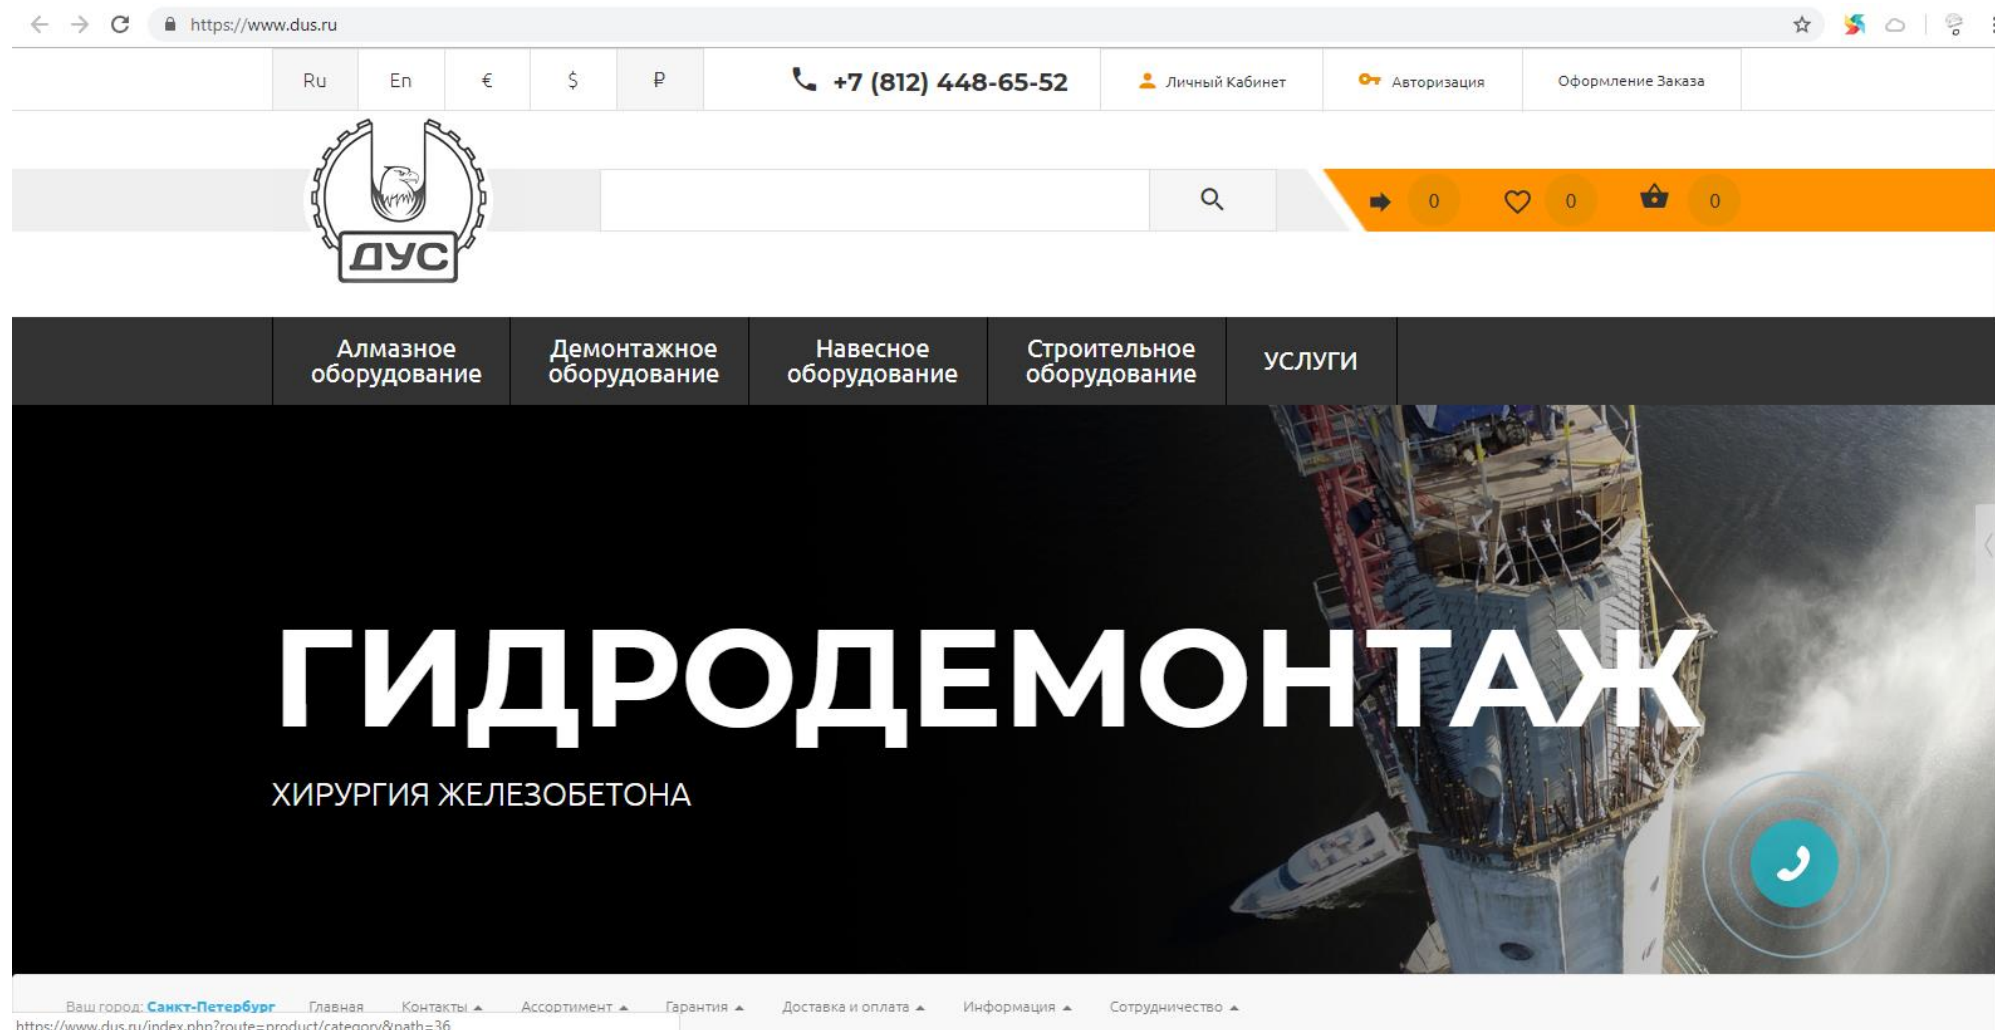 https://www.dus.ru
Ru En € $ ₽ +7 (812) 448-65-52 Личный Кабинет Авторизация Оформление Заказа
0 0 0
ДУС
Алмазное оборудование
Демонтажное оборудование
Навесное оборудование
Строительное оборудование
УСЛУГИ
ГИДРОДЕМОНТАЖ
ХИРУРГИЯ ЖЕЛЕЗОБЕТОНА
Ваш город: Санкт-Петербург Главная Контакты Ассортимент Гарантия Доставка и оплата Информация Сотрудничество
https://www.dus.ru/index.php?route=product/category&path=36